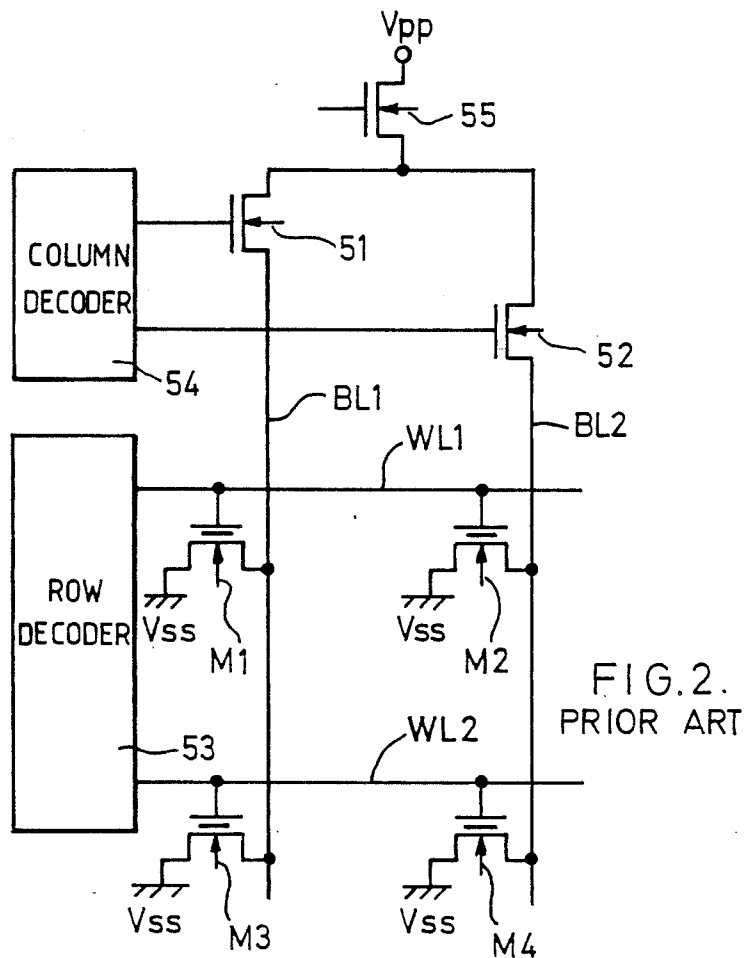 Vpp
55
51
COLUMN
DECODER
52
54
BL1
BL2
WL1
ROW
DECODER
Vss
M1
Vss
M2
FIG.2.
PRIOR ART
53
WL2
Vss
M3
Vss
M4